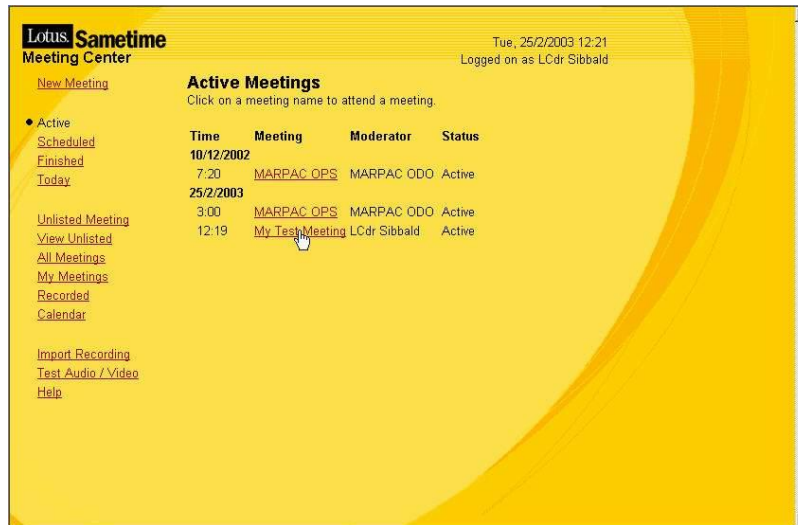 Lotus. Sametime
Meeting Center
Tue, 25/2/2003 12:21
Logged on as LCdr Sibbald
New Meeting
Active
Scheduled
Finished
Today
Unlisted Meeting
View Unlisted
All Meetings
My Meetings
Recorded
Calendar
Import Recording
Test Audio / Video
Help
Active Meetings
Click on a meeting name to attend a meeting.
Time Meeting Moderator Status
10/12/2002
7:20 MARPAC OPS MARPAC ODO Active
25/2/2003
3:00 MARPAC OPS MARPAC ODO Active
12:19 My Test Meeting LCdr Sibbald Active